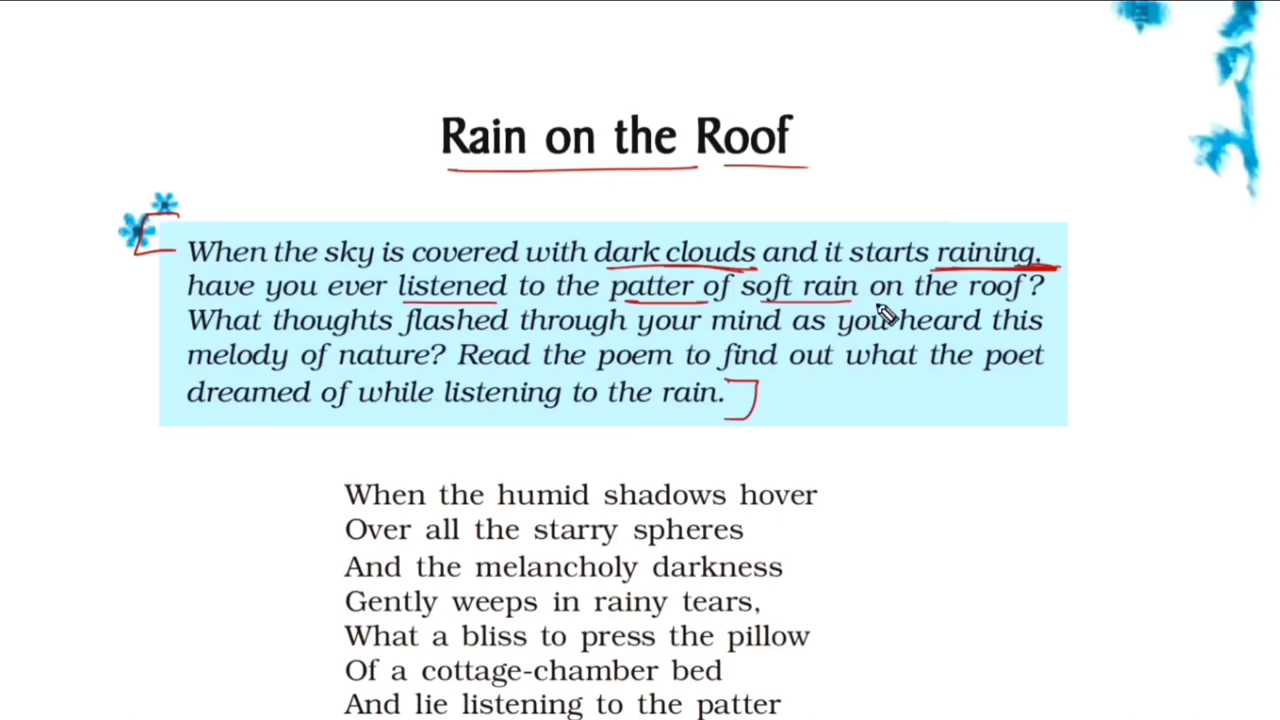 Rain on the Roof
When the sky is covered with dark clouds and it starts raining,
have you ever listened to the patter of soft rain on the roof?
What thoughts flashed through your mind as you heard this
melody of nature? Read the poem to find out what the poet
dreamed of while listening to the rain.
When the humid shadows hover
Over all the starry spheres
And the melancholy darkness
Gently weeps in rainy tears,
What a bliss to press the pillow
Of a cottage-chamber bed
And lie listening to the patter